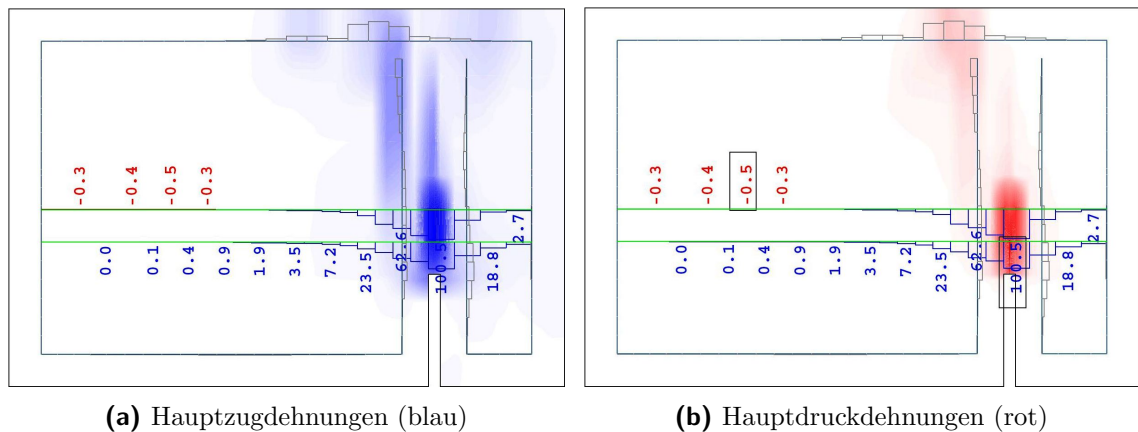 -0.3 -0.4 -0.5 -0.3
0.0 0.1 0.4 0.9 1.9 3.5 7.2 23.5 62.6 100.5 18.8 2.7
-0.3 -0.4 -0.5 -0.3
0.0 0.1 0.4 0.9 1.9 3.5 7.2 23.5 62.6 100.5 18.8 2.7
(a) Hauptzugdehnungen (blau)
(b) Hauptdruckdehnungen (rot)